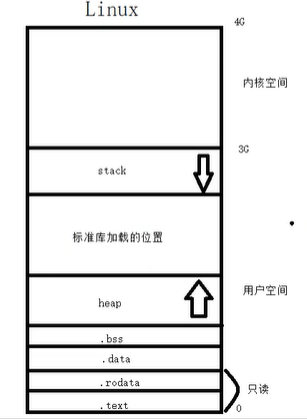 Linux
4G
内核空间
3G
stack
标准库加载的位置
用户空间
heap
.bss
.data
.rodata
只读
.text
0